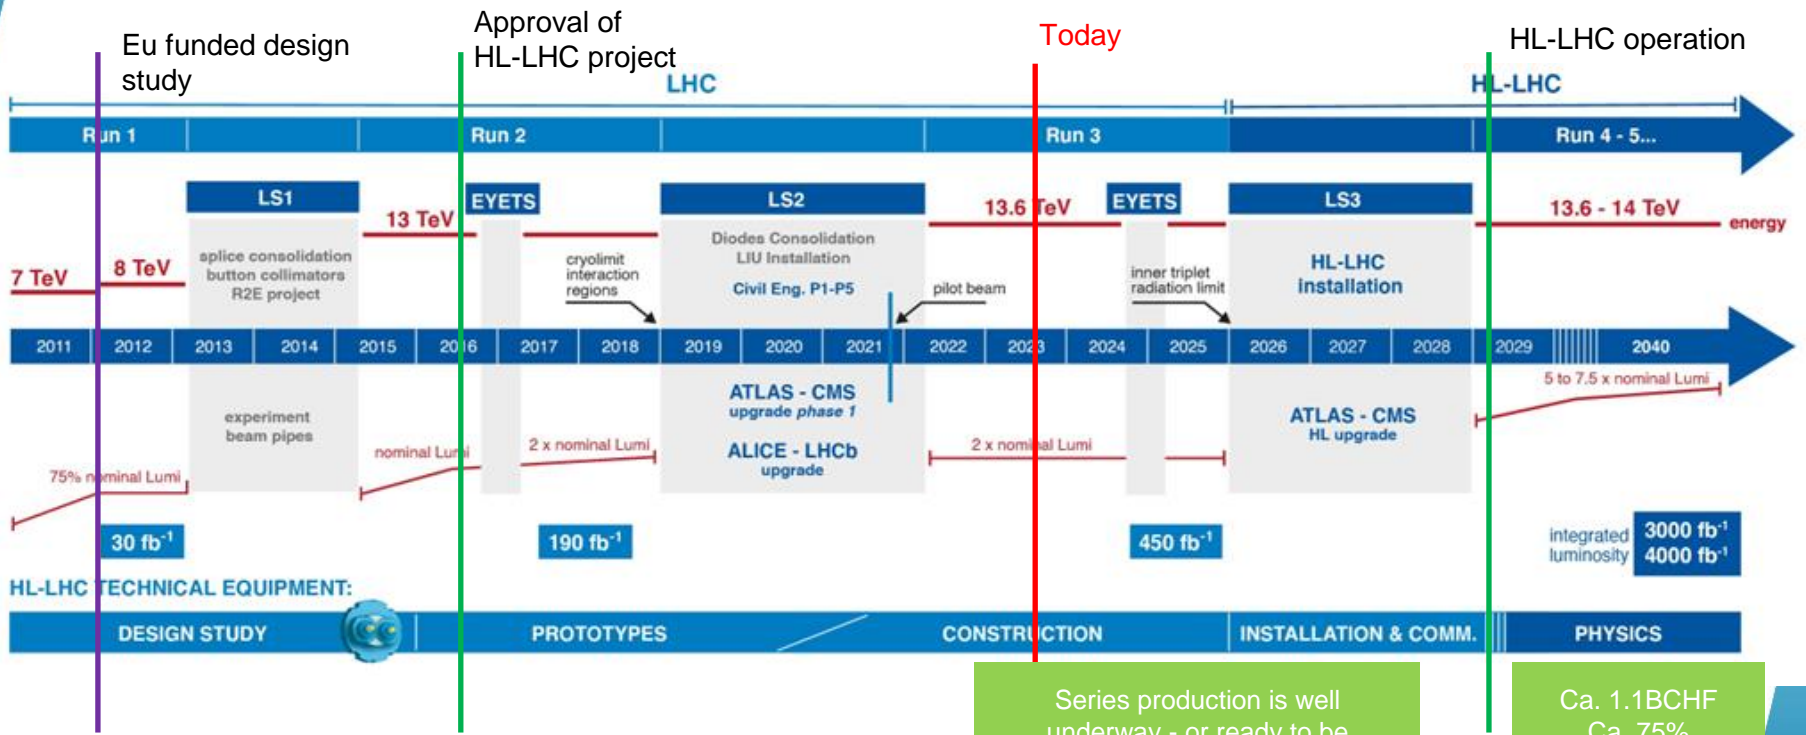 Eu funded design
study
Approval of
HL-LHC project
Today
HL-LHC operation
LHC
HL-LHC
Run 1
Run 2
Run 3
Run 4 - 5...
LS1
EYETS
LS2
EYETS
LS3
7 TeV
8 TeV
13 TeV
13.6 TeV
13.6 - 14 TeV
energy
splice consolidation
button collimators
R2E project
cryolimit
interaction
regions
Diodes Consolidation
LIU Installation
Civil Eng. P1-P5
pilot beam
inner triplet
radiation limit
HL-LHC
installation
2011 2012 2013 2014 2015 2016 2017 2018 2019 2020 2021 2022 2023 2024 2025 2026 2027 2028 2029 2040
5 to 7.5 x nominal Lumi
experiment
beam pipes
ATLAS - CMS
upgrade phase 1
ALICE - LHCb
upgrade
ATLAS - CMS
HL upgrade
75% nominal Lumi
nominal Lumi
2 x nominal Lumi
2 x nominal Lumi
30 fb⁻¹
190 fb⁻¹
450 fb⁻¹
integrated
luminosity
3000 fb⁻¹
4000 fb⁻¹
HL-LHC TECHNICAL EQUIPMENT:
DESIGN STUDY
PROTOTYPES
CONSTRUCTION
INSTALLATION & COMM.
PHYSICS
Series production is well
underway - or ready to be
Ca. 1.1BCHF
Ca. 75%